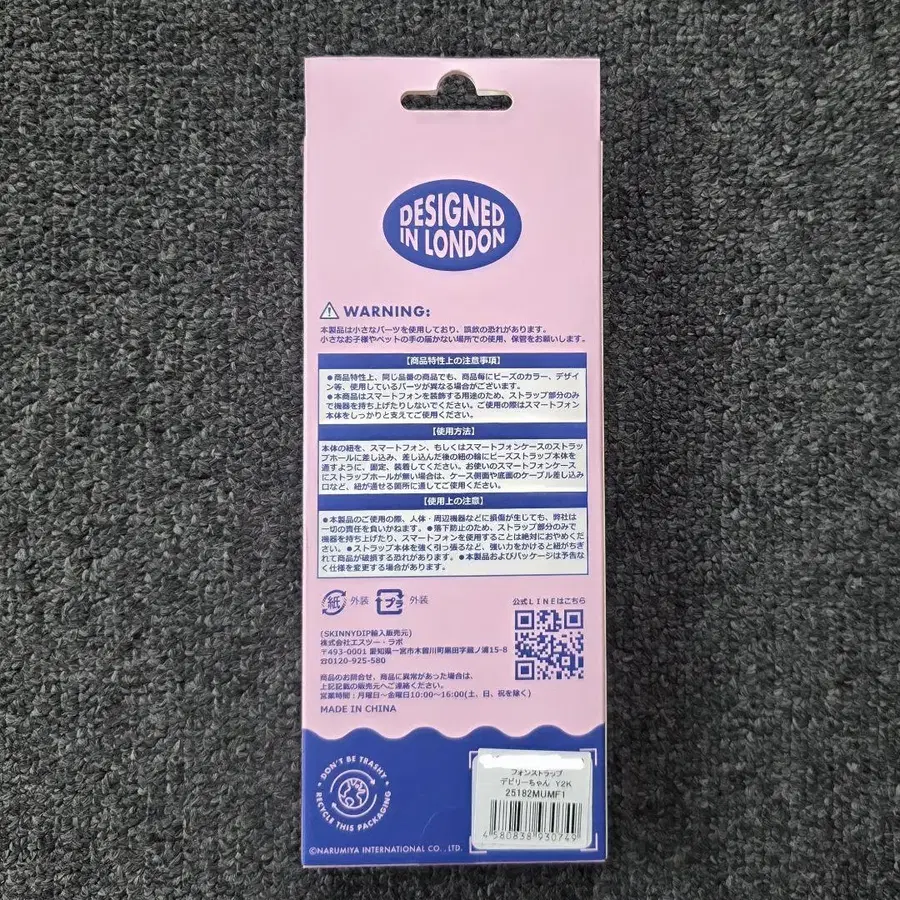 DESIGNED
IN LONDON
WARNING:
本製品は小さなパーツを使用しており、誤飲の恐れがあります。
小さなお子様やペットの手の届かない場所での使用、保管をお願いします。
【商品特性上の注意事項】
●商品特性上、同じ品番の商品でも、商品毎にビーズのカラー、デザイ
ン等、使用しているパーツが異なる場合がございます。
●本商品はスマートフォンを装飾する用途のため、ストラップ部分のみ
で機器を持ち上げたりしないでください。ご使用の際はスマートフォン
本体をしっかりと支えてご使用ください。
【使用方法】
本体の紐を、スマートフォン、もしくはスマートフォンケースのストラッ
プホールに差し込み、差し込んだ後の紐の輪にビーズストラップ本体を
通すように、固定、装着してください。お使いのスマートフォンケース
にストラップホールが無い場合は、ケース側面や底面のケーブル差し込み
口など、紐が通せる箇所に通してご使用ください。
【使用上の注意】
●本製品のご使用の際、人体・周辺機器などに損傷が生じても、弊社は
一切の責任を負いかねます。●落下防止のため、ストラップ部分のみで
機器を持ち上げたり、スマートフォンを使用することは絶対におやめくだ
さい。●ストラップ本体を強く引っ張るなど、強い力をかけると紐がちぎ
れて商品が破損する恐れがあります。●本製品およびパッケージは予告な
く仕様を変更する場合があります。
紙 外装 プラ 外装
公式LINEはこちら
(SKINNYDIP輸入販売元)
株式会社エスツー・ラボ
〒493-0001 愛知県一宮市木曽川町黒田字蔵ノ浦15-8
☎0120-925-580
商品のお問合せ、商品に異常があった場合は、
上記記載の販売元へご連絡ください。
営業時間:月曜日~金曜日10:00~16:00(土、日、祝を除く)
MADE IN CHINA
DON'T BE TRASHY
RECYCLE THIS PACKAGING
フォンストラップ
デビリーちゃん Y2K
25182MUMF1
4580838930749
©NARUMIYA INTERNATIONAL CO., LTD.